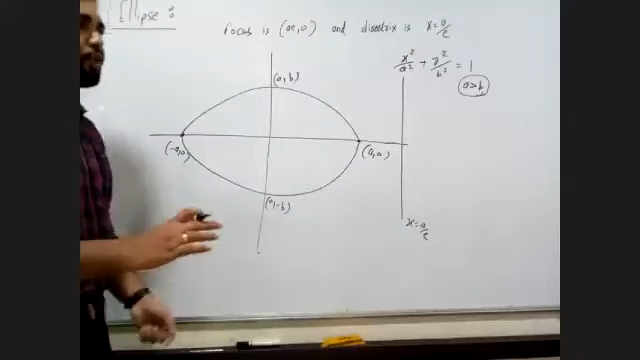 Ellipse :
Focus is (ae, 0) and directrix is x = a/e
x²/a² + y²/b² = 1
a>b
(0, b)
(-a, 0)
(a, 0)
(0, -b)
x = a/e